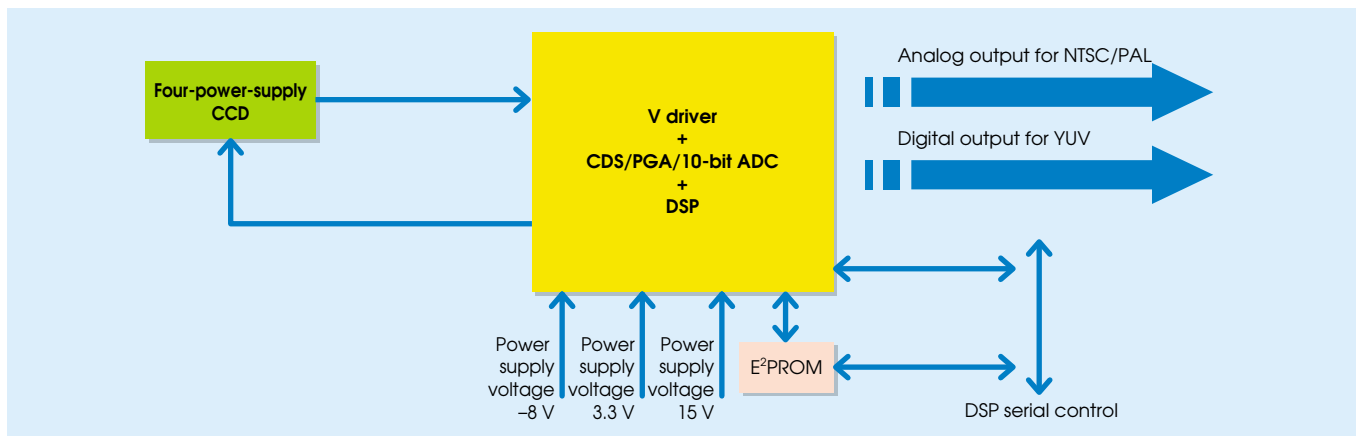 Four-power-supply
CCD
V driver
+
CDS/PGA/10-bit ADC
+
DSP
Analog output for NTSC/PAL
Digital output for YUV
Power
supply
voltage
–8 V
Power
supply
voltage
3.3 V
Power
supply
voltage
15 V
E²PROM
DSP serial control